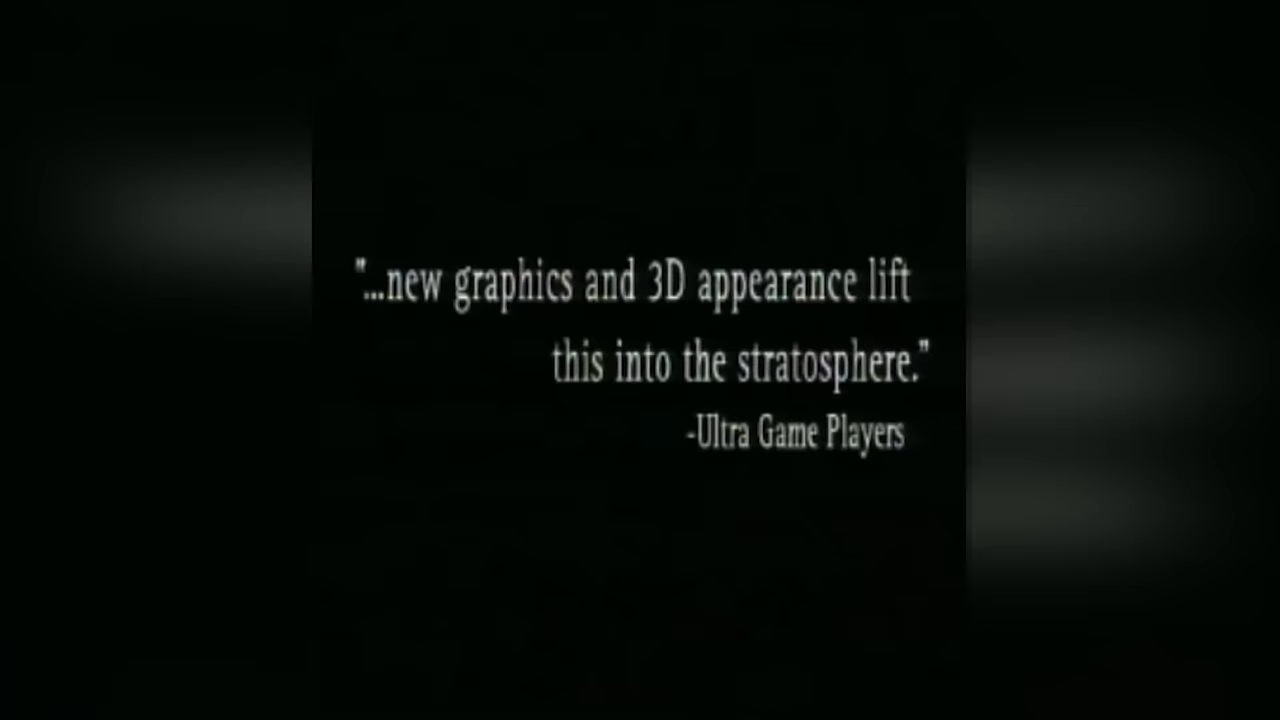 "...new graphics and 3D appearance lift
this into the stratosphere."
-Ultra Game Players